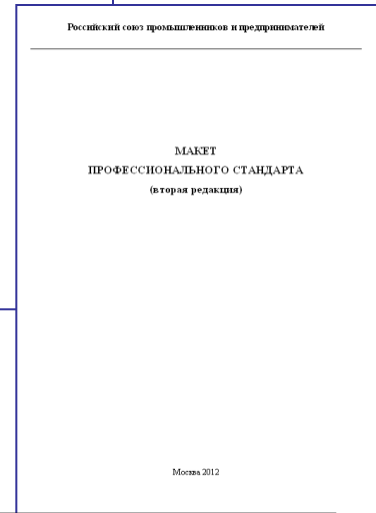 Российский союз промышленников и предпринимателей
МАКЕТ
ПРОФЕССИОНАЛЬНОГО СТАНДАРТА
(вторая редакция)
Москва 2012